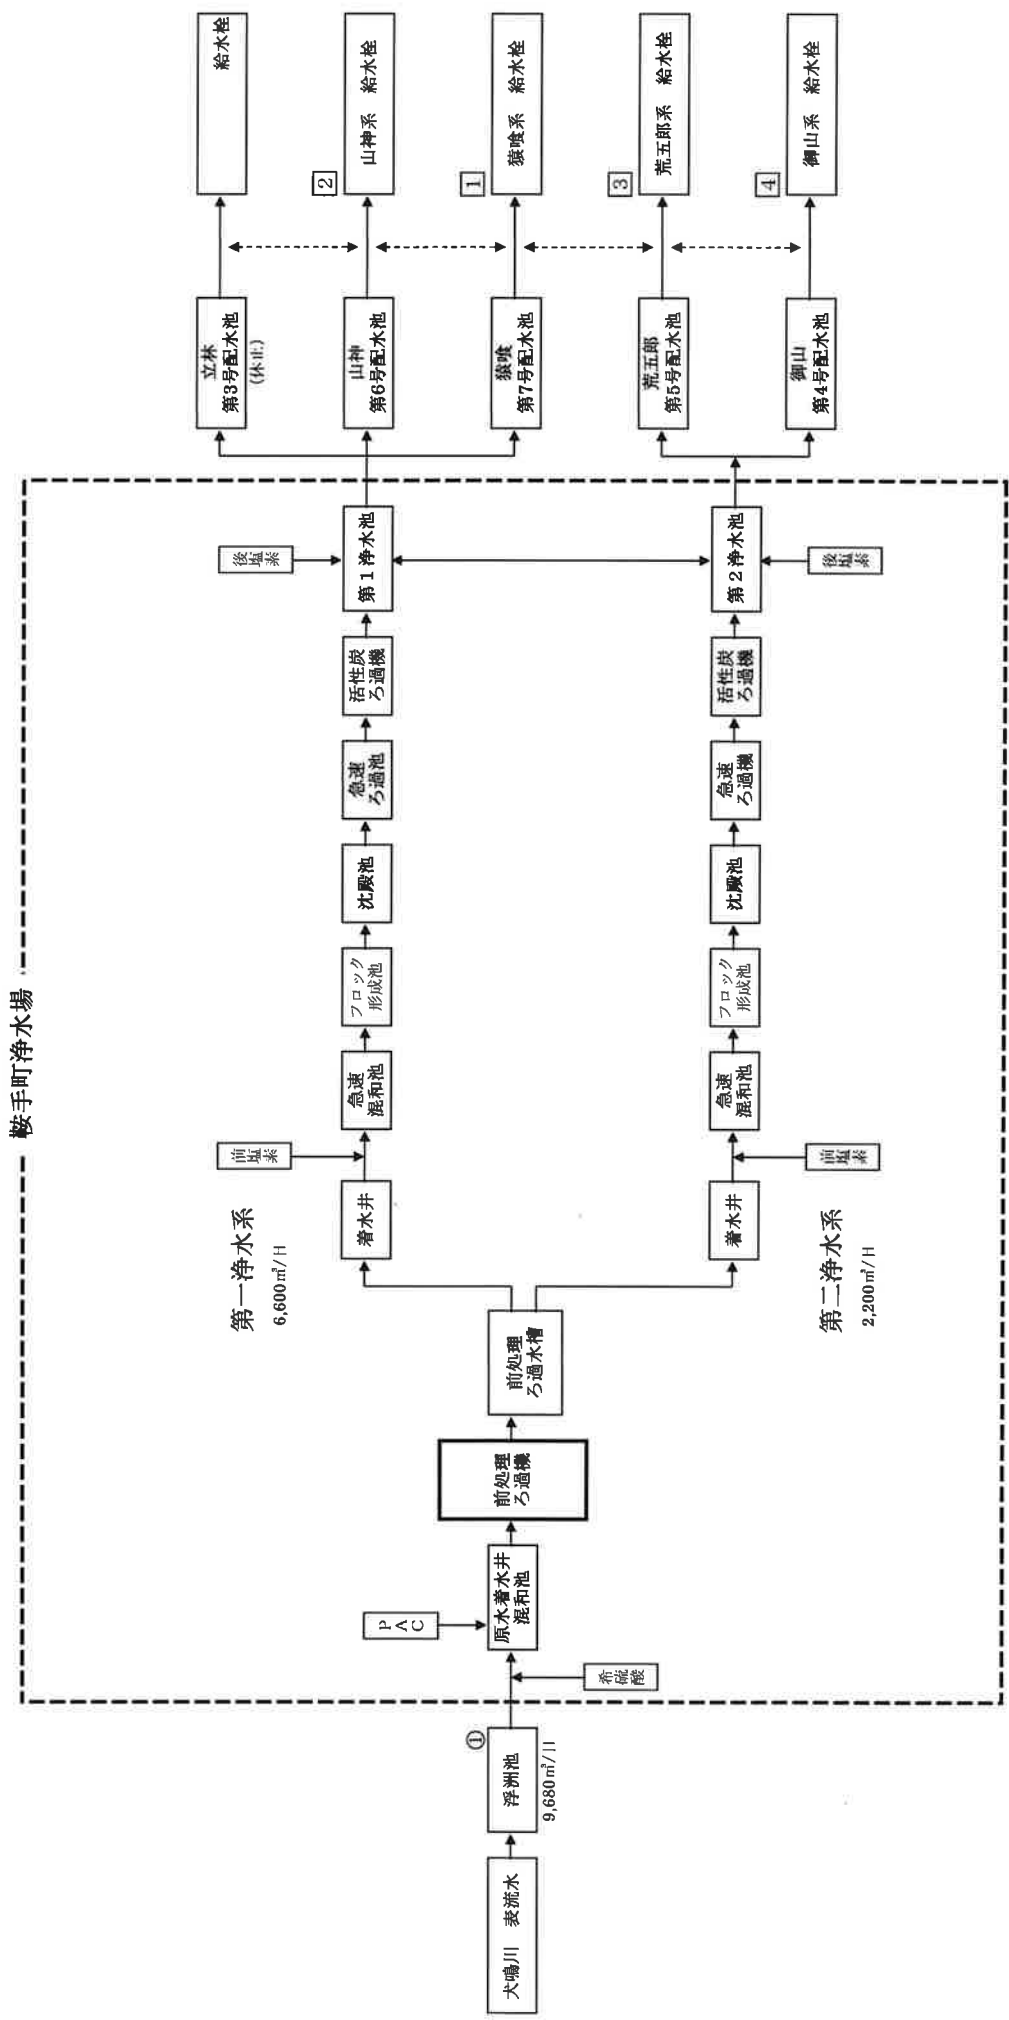 鞍手町浄水場
犬鳴川　表流水
①
浮洲池
9,680㎥/日
希硫酸
PAC
原水着水井
混和池
前処理
ろ過機
前処理
ろ過水槽
第一浄水系
6,600㎥/日
着水井
前塩素
急速
混和池
フロック
形成池
沈殿池
急速
ろ過池
活性炭
ろ過機
後塩素
第１浄水池
第二浄水系
2,200㎥/日
着水井
前塩素
急速
混和池
フロック
形成池
沈殿池
急速
ろ過機
活性炭
ろ過機
後塩素
第２浄水池
立林
第3号配水池
(休止)
給水栓
山神
第6号配水池
2
山神系　給水栓
猿喰
第7号配水池
1
猿喰系　給水栓
荒五郎
第5号配水池
3
荒五郎系　給水栓
御山
第4号配水池
4
御山系　給水栓